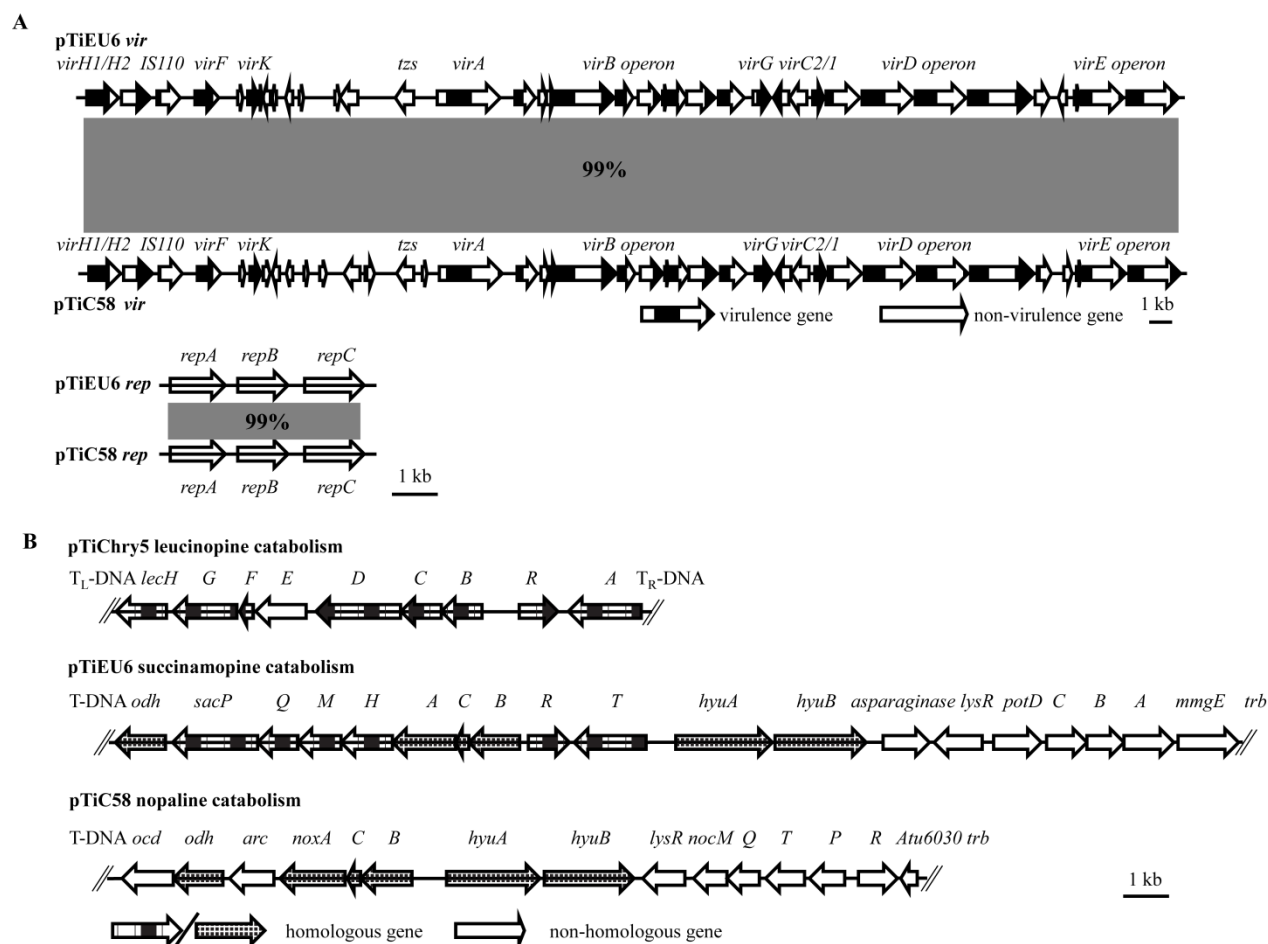 A
pTiEU6 vir
virH1/H2 IS110 virF virK tzs virA virB operon virG virC2/1 virD operon virE operon
99%
virH1/H2 IS110 virF virK tzs virA virB operon virG virC2/1 virD operon virE operon
pTiC58 vir
virulence gene non-virulence gene 1 kb
repA repB repC
pTiEU6 rep
99%
pTiC58 rep
repA repB repC
1 kb
B
pTiChry5 leucinopine catabolism
TL-DNA lecH G F E D C B R A TR-DNA
pTiEU6 succinamopine catabolism
T-DNA odh sacP Q M H A C B R T hyuA hyuB asparaginase lysR potD C B A mmgE trb
pTiC58 nopaline catabolism
T-DNA ocd odh arc noxA C B hyuA hyuB lysR nocM Q T P R Atu6030 trb
1 kb
homologous gene non-homologous gene